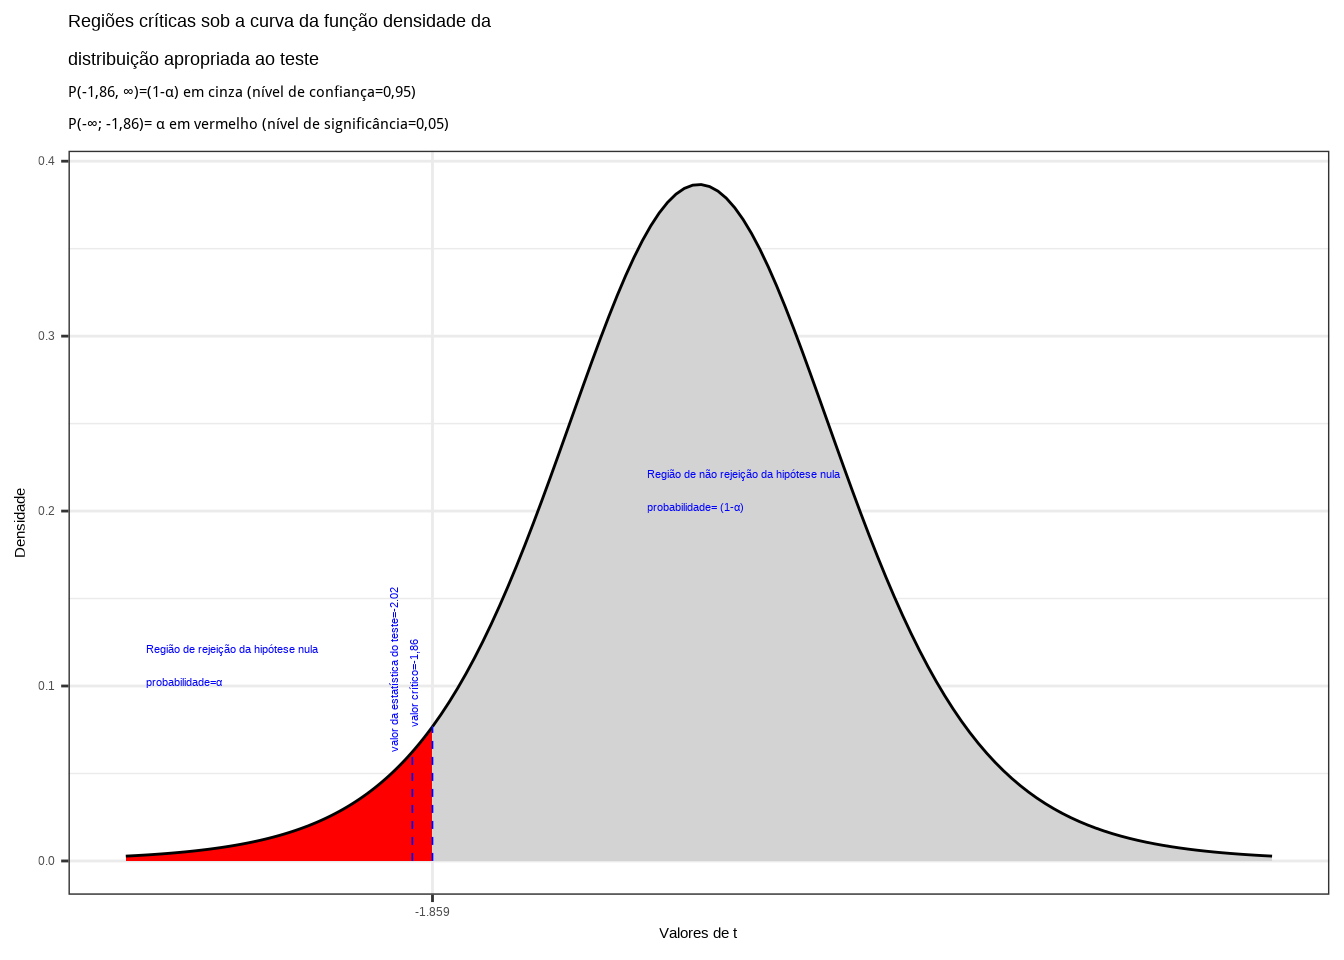 Regiões críticas sob a curva da função densidade da
distribuição apropriada ao teste
P(-1,86, ∞)=(1-α) em cinza (nível de confiança=0,95)
P(-∞; -1,86)= α em vermelho (nível de significância=0,05)
0.4
0.3
0.2
0.1
0.0
Densidade
Região de não rejeição da hipótese nula
probabilidade= (1-α)
Região de rejeição da hipótese nula
probabilidade=α
valor da estatística do teste=-2.02
valor crítico=-1,86
-1.859
Valores de t